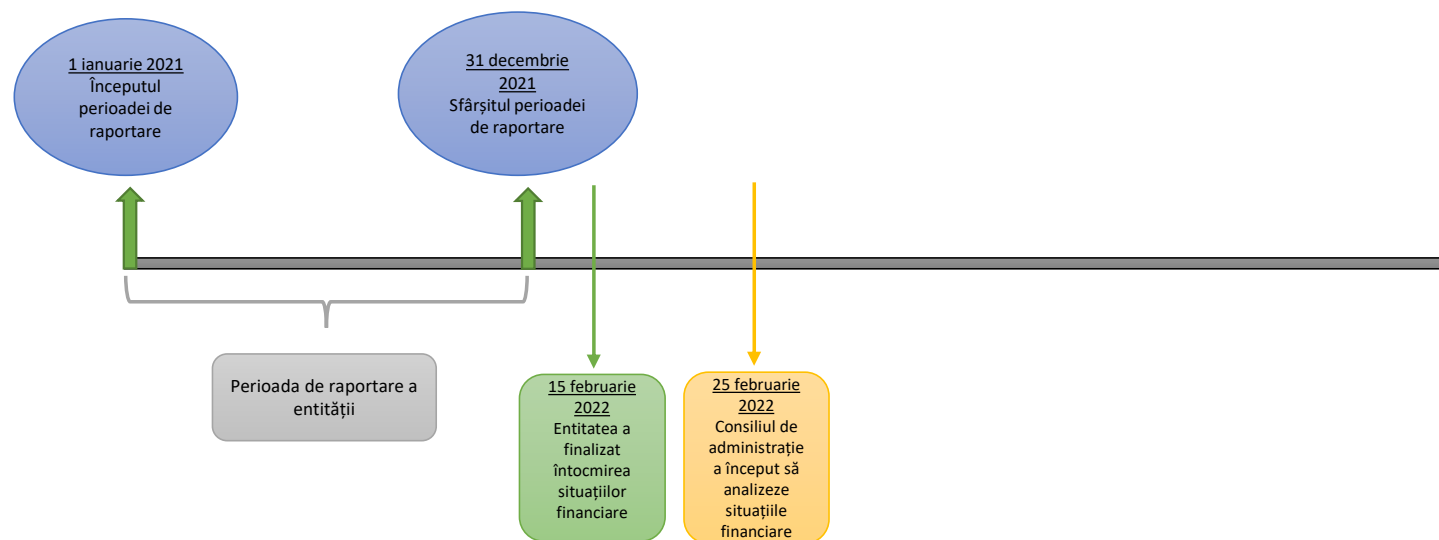 1 ianuarie 2021
Începutul
perioadei de
raportare
31 decembrie
2021
Sfârșitul perioadei
de raportare
Perioada de raportare a
entității
15 februarie
2022
Entitatea a
finalizat
întocmirea
situațiilor
financiare
25 februarie
2022
Consiliul de
administrație
a început să
analizeze
situațiile
financiare